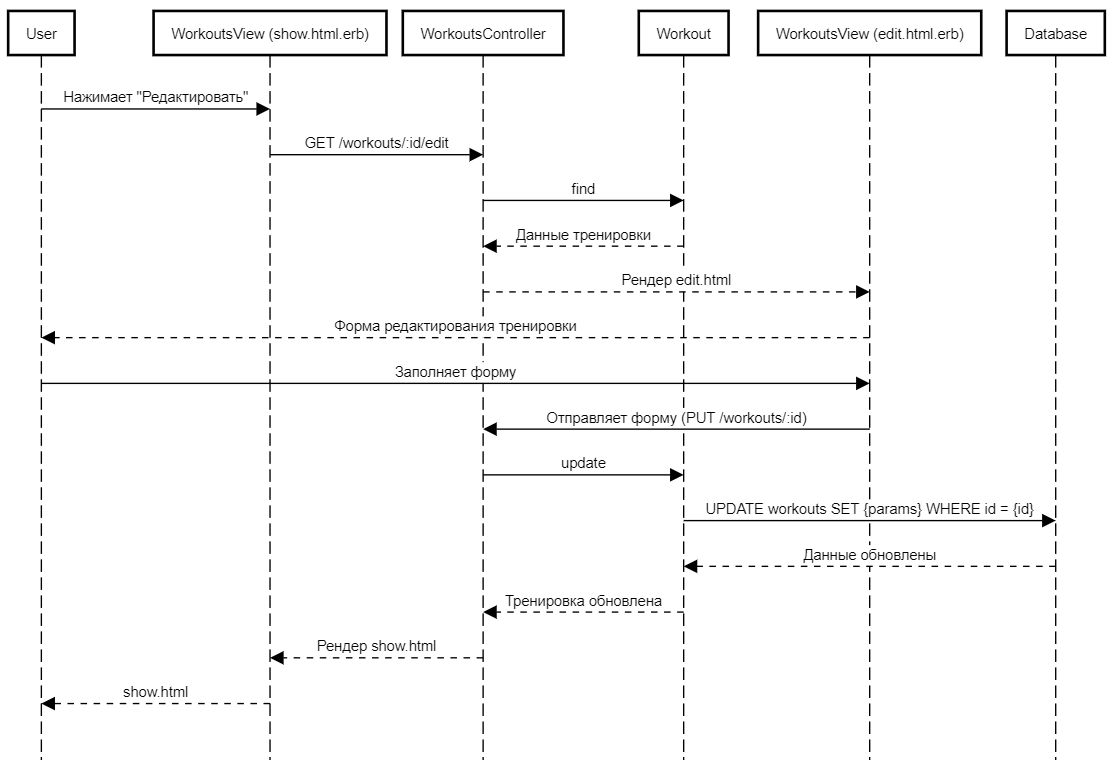 User
WorkoutsView (show.html.erb)
WorkoutsController
Workout
WorkoutsView (edit.html.erb)
Database
Нажимает "Редактировать"
GET /workouts/:id/edit
find
Данные тренировки
Рендер edit.html
Форма редактирования тренировки
Заполняет форму
Отправляет форму (PUT /workouts/:id)
update
UPDATE workouts SET {params} WHERE id = {id}
Данные обновлены
Тренировка обновлена
Рендер show.html
show.html